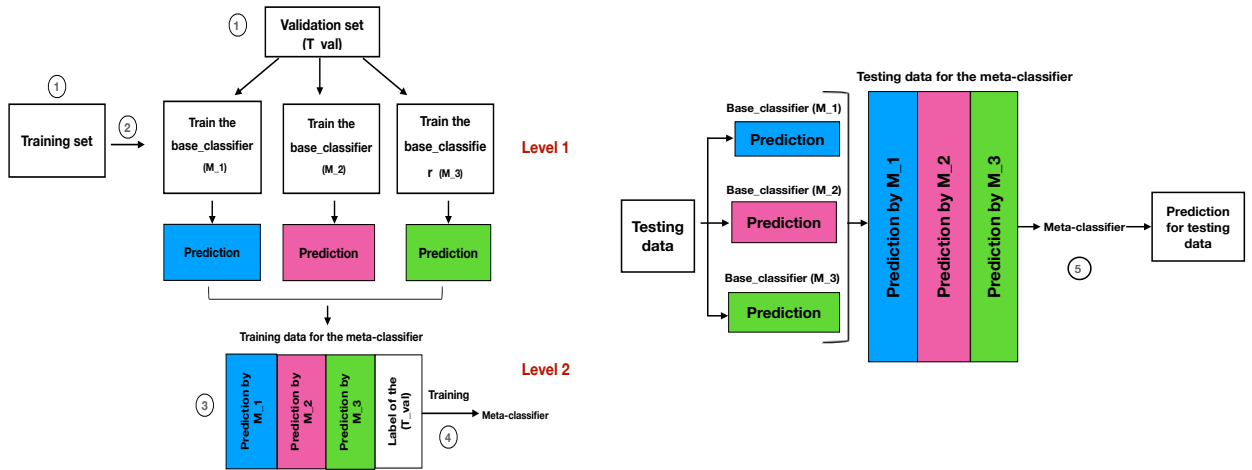 1
Validation set
(T_val)
1
Training set
2
Train the
base_classifier
(M_1)
Train the
base_classifier
(M_2)
Train the
base_classifie
r (M_3)
Level 1
Prediction
Prediction
Prediction
Training data for the meta-classifier
Level 2
3
Prediction by
M_1
Prediction by
M_2
Prediction by
M_3
Label of the
(T_val)
Training
4
Meta-classifier
Testing data for the meta-classifier
Testing
data
Base_classifier (M_1)
Prediction
Base_classifier (M_2)
Prediction
Base_classifier (M_3)
Prediction
Prediction by M_1
Prediction by M_2
Prediction by M_3
Meta-classifier
5
Prediction
for testing
data